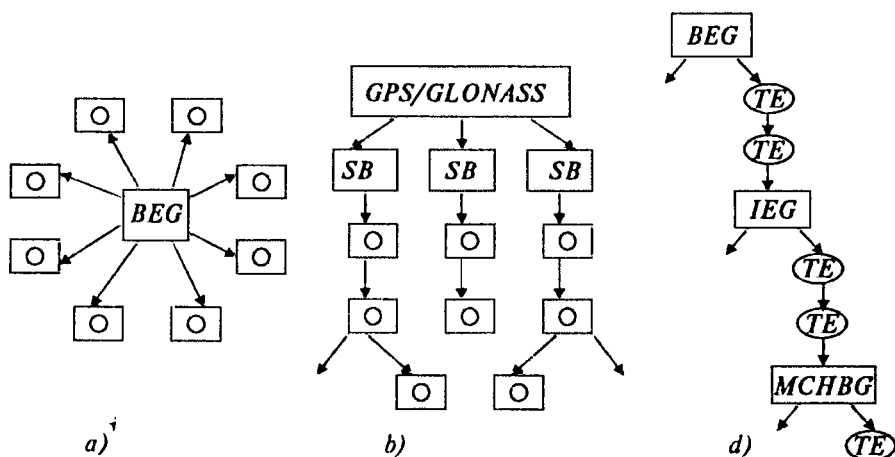 BEG
a)
GPS/GLONASS
SB SB SB
b)
BEG
TE
TE
IEG
TE
TE
MCHBG
TE
d)